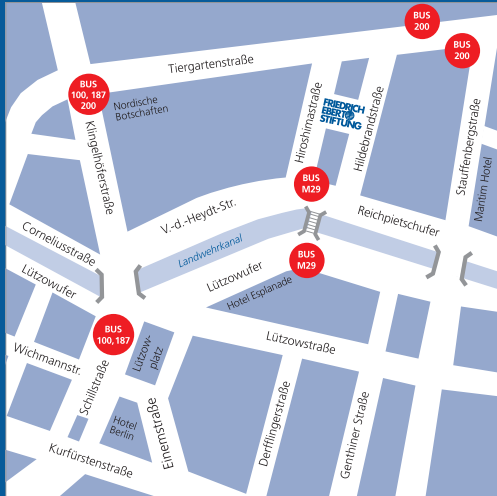 BUS
200
BUS
200
Tiergartenstraße
BUS
100, 187
200
Nordische
Botschaften
FRIEDRICH
EBERT
STIFTUNG
Klingelhöferstraße
Hiroshimastraße
Hildebrandstraße
Stauffenbergstraße
Maritim Hotel
BUS
M29
V.-d.-Heydt-Str.
Reichpietschufer
Corneliusstraße
Landwehrkanal
BUS
M29
Lützowufer
Lützowufer
Hotel Esplanade
BUS
100,187
Lützow-
platz
Lützowstraße
Wichmannstr.
Schillstraße
Hotel
Berlin
Einemstraße
Derfflingerstraße
Genthiner Straße
Kurfürstenstraße